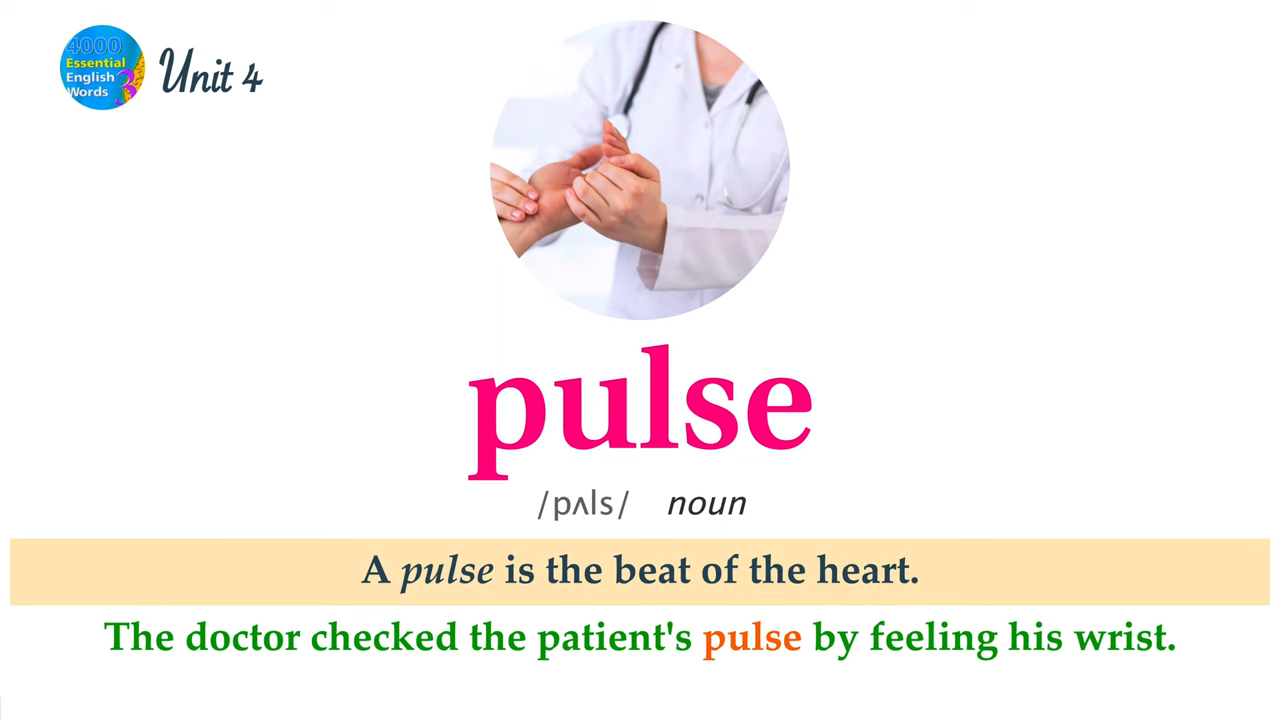 4000
Essential
English
Words 3
Unit 4
pulse
/pʌls/ noun
A pulse is the beat of the heart.
The doctor checked the patient's pulse by feeling his wrist.